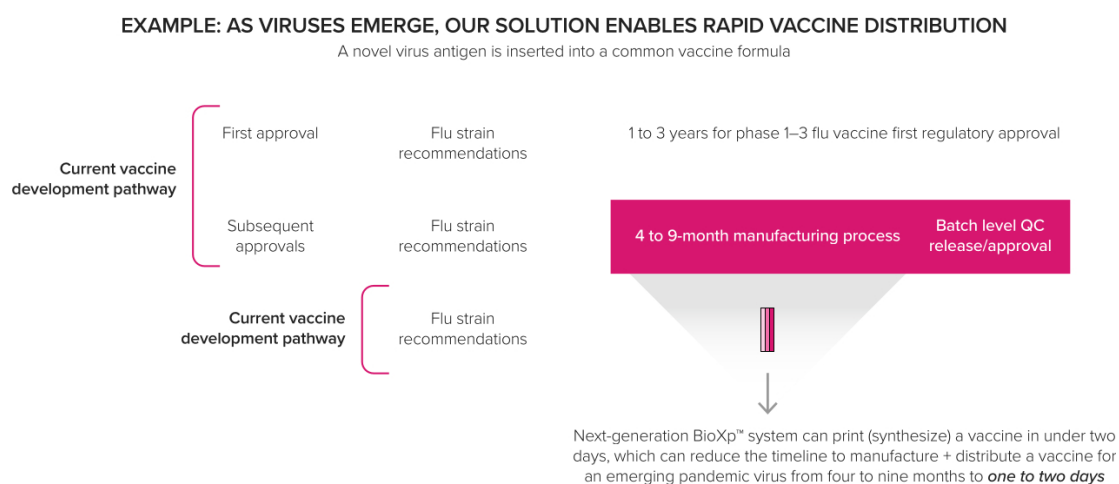 EXAMPLE: AS VIRUSES EMERGE, OUR SOLUTION ENABLES RAPID VACCINE DISTRIBUTION
A novel virus antigen is inserted into a common vaccine formula
Current vaccine
development pathway
First approval
Flu strain
recommendations
1 to 3 years for phase 1–3 flu vaccine first regulatory approval
Subsequent
approvals
Flu strain
recommendations
4 to 9-month manufacturing process
Batch level QC
release/approval
Current vaccine
development pathway
Flu strain
recommendations
Next-generation BioXp™ system can print (synthesize) a vaccine in under two
days, which can reduce the timeline to manufacture + distribute a vaccine for
an emerging pandemic virus from four to nine months to one to two days